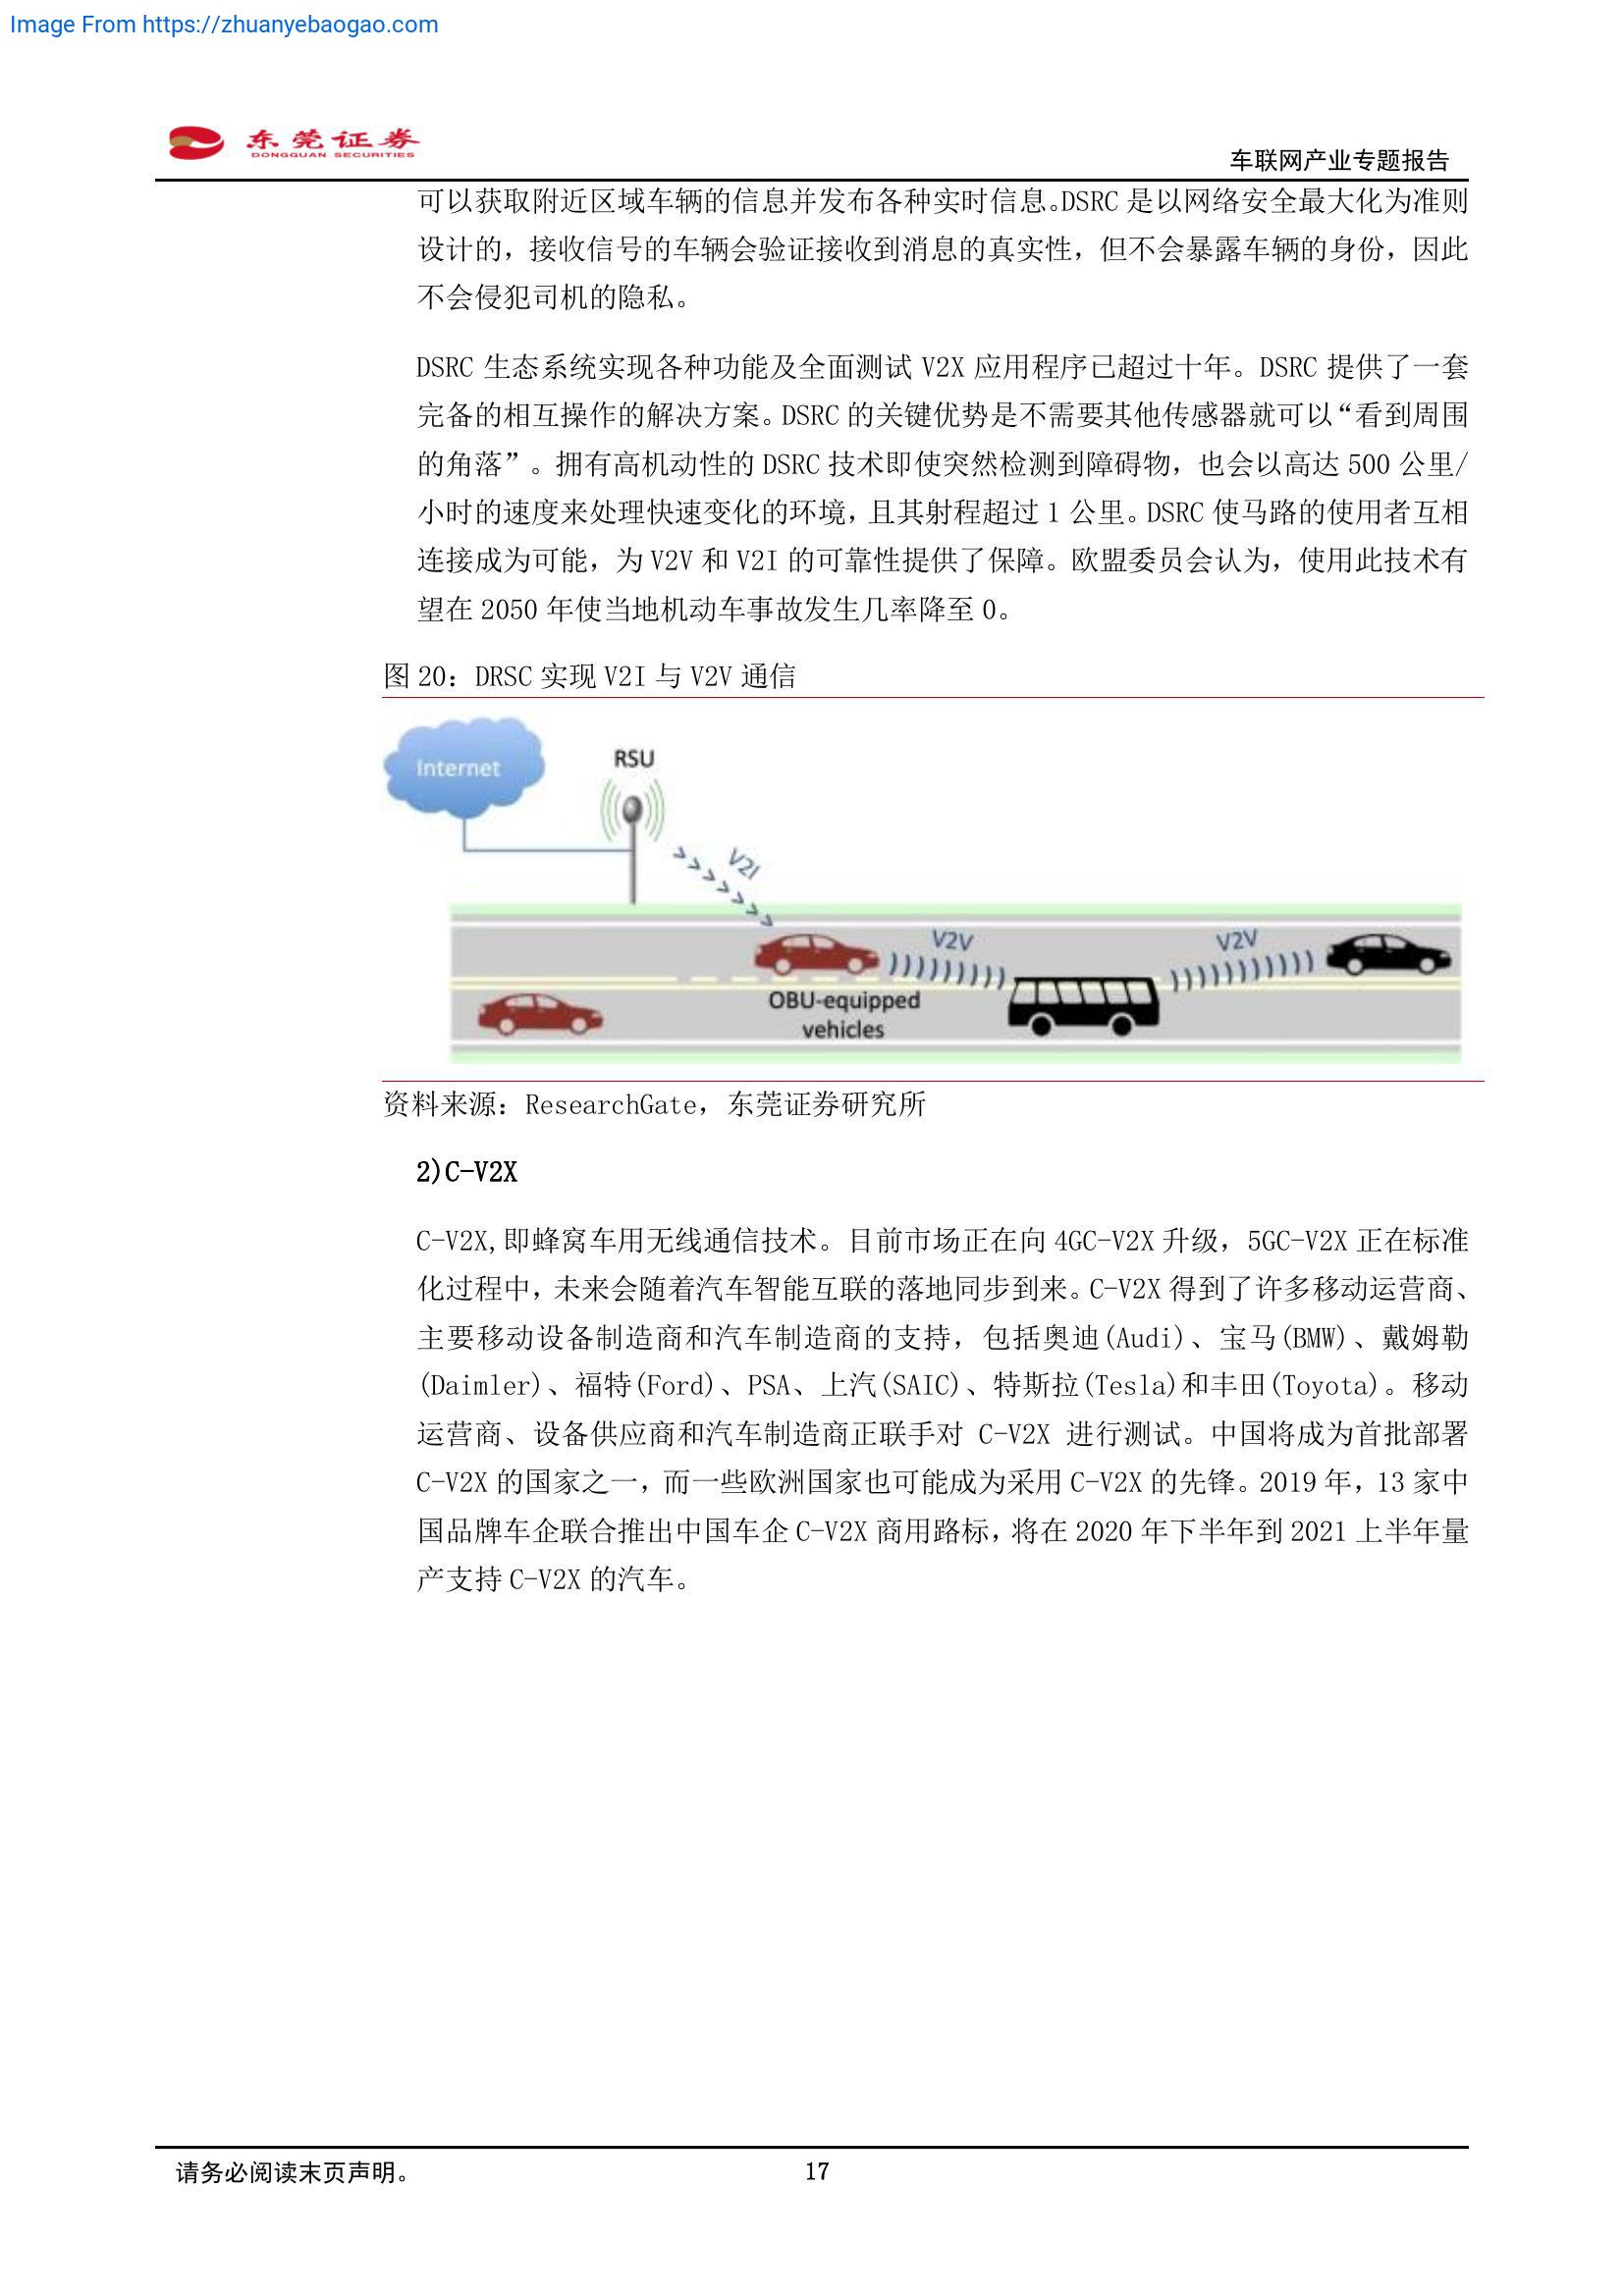 Image From https://zhuanyebaogao.com
东莞证券
DONGGUAN SECURITIES
车联网产业专题报告
可以获取附近区域车辆的信息并发布各种实时信息。DSRC 是以网络安全最大化为准则
设计的，接收信号的车辆会验证接收到消息的真实性，但不会暴露车辆的身份，因此
不会侵犯司机的隐私。
DSRC 生态系统实现各种功能及全面测试 V2X 应用程序已超过十年。DSRC 提供了一套
完备的相互操作的解决方案。DSRC 的关键优势是不需要其他传感器就可以“看到周围
的角落”。拥有高机动性的 DSRC 技术即使突然检测到障碍物，也会以高达 500 公里/
小时的速度来处理快速变化的环境，且其射程超过 1 公里。DSRC 使马路的使用者互相
连接成为可能，为 V2V 和 V2I 的可靠性提供了保障。欧盟委员会认为，使用此技术有
望在 2050 年使当地机动车事故发生几率降至 0。
图 20：DRSC 实现 V2I 与 V2V 通信
Internet
RSU
V2I
V2V
V2V
OBU-equipped
vehicles
资料来源：ResearchGate，东莞证券研究所
2)C-V2X
C-V2X,即蜂窝车用无线通信技术。目前市场正在向 4GC-V2X 升级，5GC-V2X 正在标准
化过程中，未来会随着汽车智能互联的落地同步到来。C-V2X 得到了许多移动运营商、
主要移动设备制造商和汽车制造商的支持，包括奥迪(Audi)、宝马(BMW)、戴姆勒
(Daimler)、福特(Ford)、PSA、上汽(SAIC)、特斯拉(Tesla)和丰田(Toyota)。移动
运营商、设备供应商和汽车制造商正联手对 C-V2X 进行测试。中国将成为首批部署
C-V2X 的国家之一，而一些欧洲国家也可能成为采用 C-V2X 的先锋。2019 年，13 家中
国品牌车企联合推出中国车企 C-V2X 商用路标，将在 2020 年下半年到 2021 上半年量
产支持 C-V2X 的汽车。
请务必阅读末页声明。
17